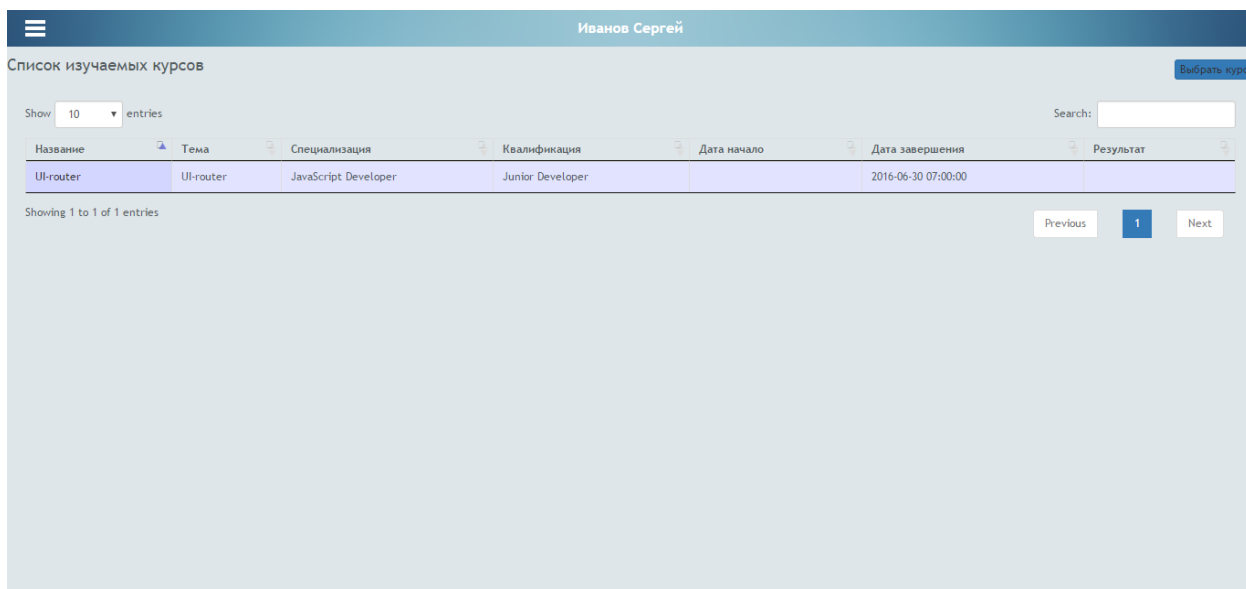 Иванов Сергей
Список изучаемых курсов
Выбрать
Show 10 entries Search:
Название Тема Специализация Квалификация Дата начало Дата завершения Результат
UI-router UI-router JavaScript Developer Junior Developer 2016-06-30 07:00:00
Showing 1 to 1 of 1 entries
Previous 1 Next